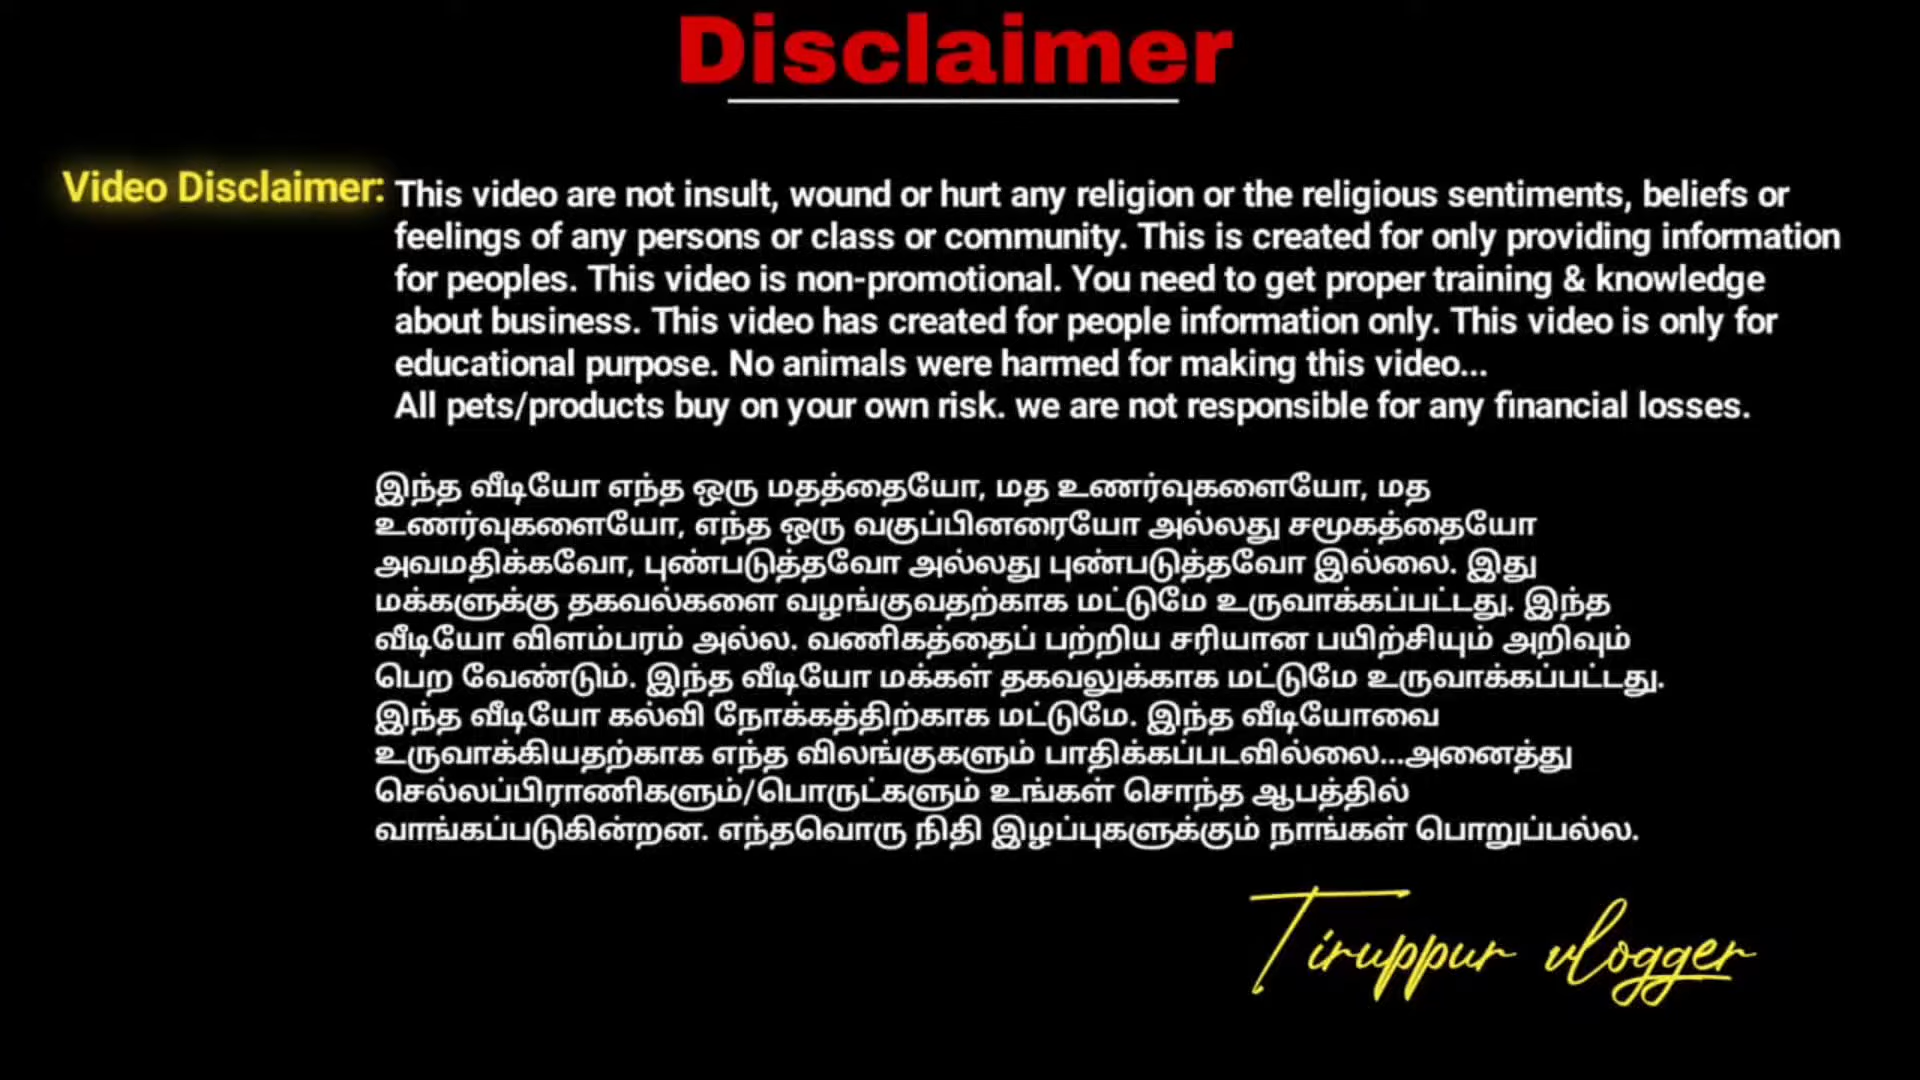 Disclaimer
Video Disclaimer: This video are not insult, wound or hurt any religion or the religious sentiments, beliefs or
feelings of any persons or class or community. This is created for only providing information
for peoples. This video is non-promotional. You need to get proper training & knowledge
about business. This video has created for people information only. This video is only for
educational purpose. No animals were harmed for making this video...
All pets/products buy on your own risk. we are not responsible for any financial losses.
இந்த வீடியோ எந்த ஒரு மதத்தையோ, மத உணர்வுகளையோ, மத
உணர்வுகளையோ, எந்த ஒரு வகுப்பினரையோ அல்லது சமூகத்தையோ
அவமதிக்கவோ, புண்படுத்தவோ அல்லது புண்படுத்தவோ இல்லை. இது
மக்களுக்கு தகவல்களை வழங்குவதற்காக மட்டுமே உருவாக்கப்பட்டது. இந்த
வீடியோ விளம்பரம் அல்ல. வணிகத்தைப் பற்றிய சரியான பயிற்சியும் அறிவும்
பெற வேண்டும். இந்த வீடியோ மக்கள் தகவலுக்காக மட்டுமே உருவாக்கப்பட்டது.
இந்த வீடியோ கல்வி நோக்கத்திற்காக மட்டுமே. இந்த வீடியோவை
உருவாக்கியதற்காக எந்த விலங்குகளும் பாதிக்கப்படவில்லை...அனைத்து
செல்லப்பிராணிகளும்/பொருட்களும் உங்கள் சொந்த ஆபத்தில்
வாங்கப்படுகின்றன. எந்தவொரு நிதி இழப்புகளுக்கும் நாங்கள் பொறுப்பல்ல.
Tiruppur vlogger